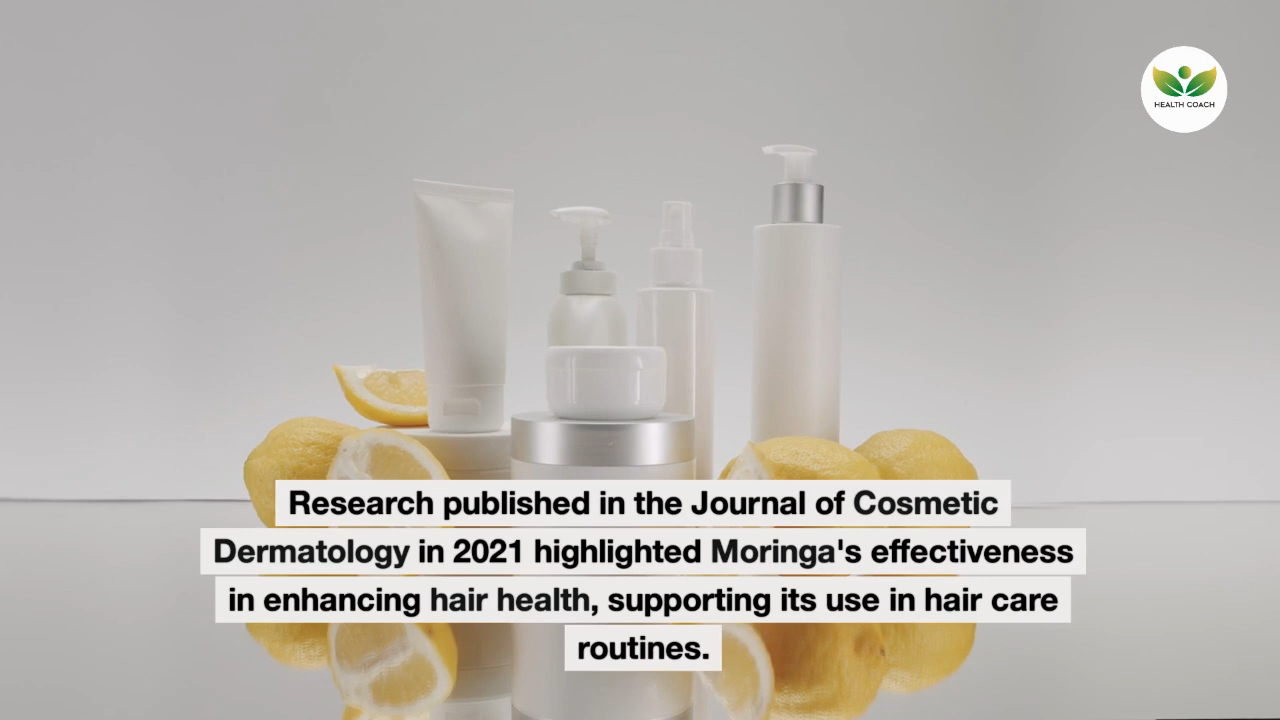 HEALTH COACH
Research published in the Journal of Cosmetic
Dermatology in 2021 highlighted Moringa's effectiveness
in enhancing hair health, supporting its use in hair care
routines.